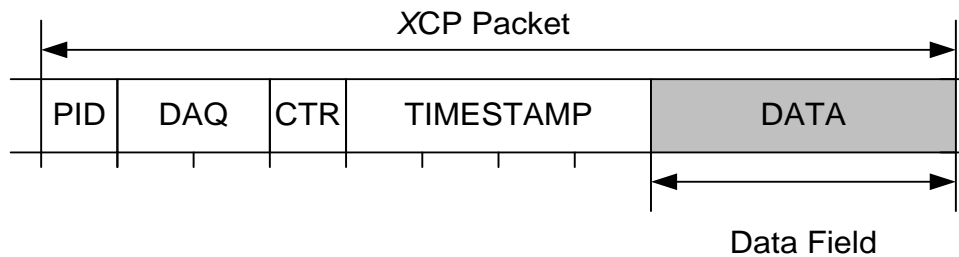 XCP Packet
PID DAQ CTR TIMESTAMP DATA
Data Field